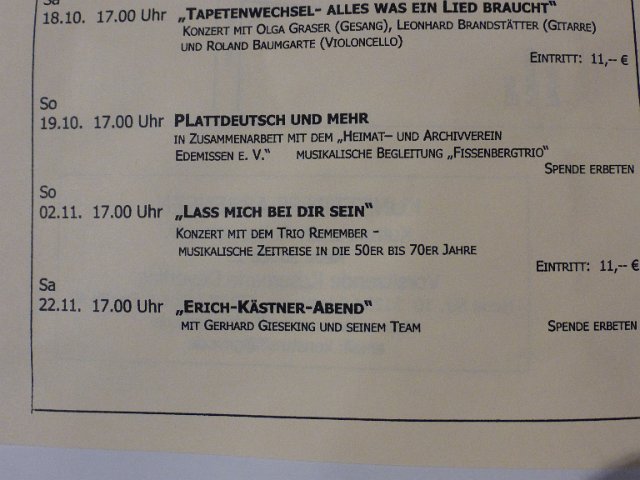 Sa
18.10. 17.00 Uhr „TAPETENWECHSEL- ALLES WAS EIN LIED BRAUCHT“
KONZERT MIT OLGA GRASER (GESANG), LEONHARD BRANDSTÄTTER (GITARRE)
UND ROLAND BAUMGARTE (VIOLONCELLO)
EINTRITT: 11,-- €
So
19.10. 17.00 Uhr PLATTDEUTSCH UND MEHR
IN ZUSAMMENARBEIT MIT DEM „HEIMAT– UND ARCHIVVEREIN
EDEMISSEN E. V.“ MUSIKALISCHE BEGLEITUNG „FISSENBERGTRIO“
SPENDE ERBETEN
So
02.11. 17.00 Uhr „LASS MICH BEI DIR SEIN“
KONZERT MIT DEM TRIO REMEMBER –
MUSIKALISCHE ZEITREISE IN DIE 50ER BIS 70ER JAHRE
EINTRITT: 11,-- €
Sa
22.11. 17.00 Uhr „ERICH-KÄSTNER-ABEND“
MIT GERHARD GIESEKING UND SEINEM TEAM SPENDE ERBETEN